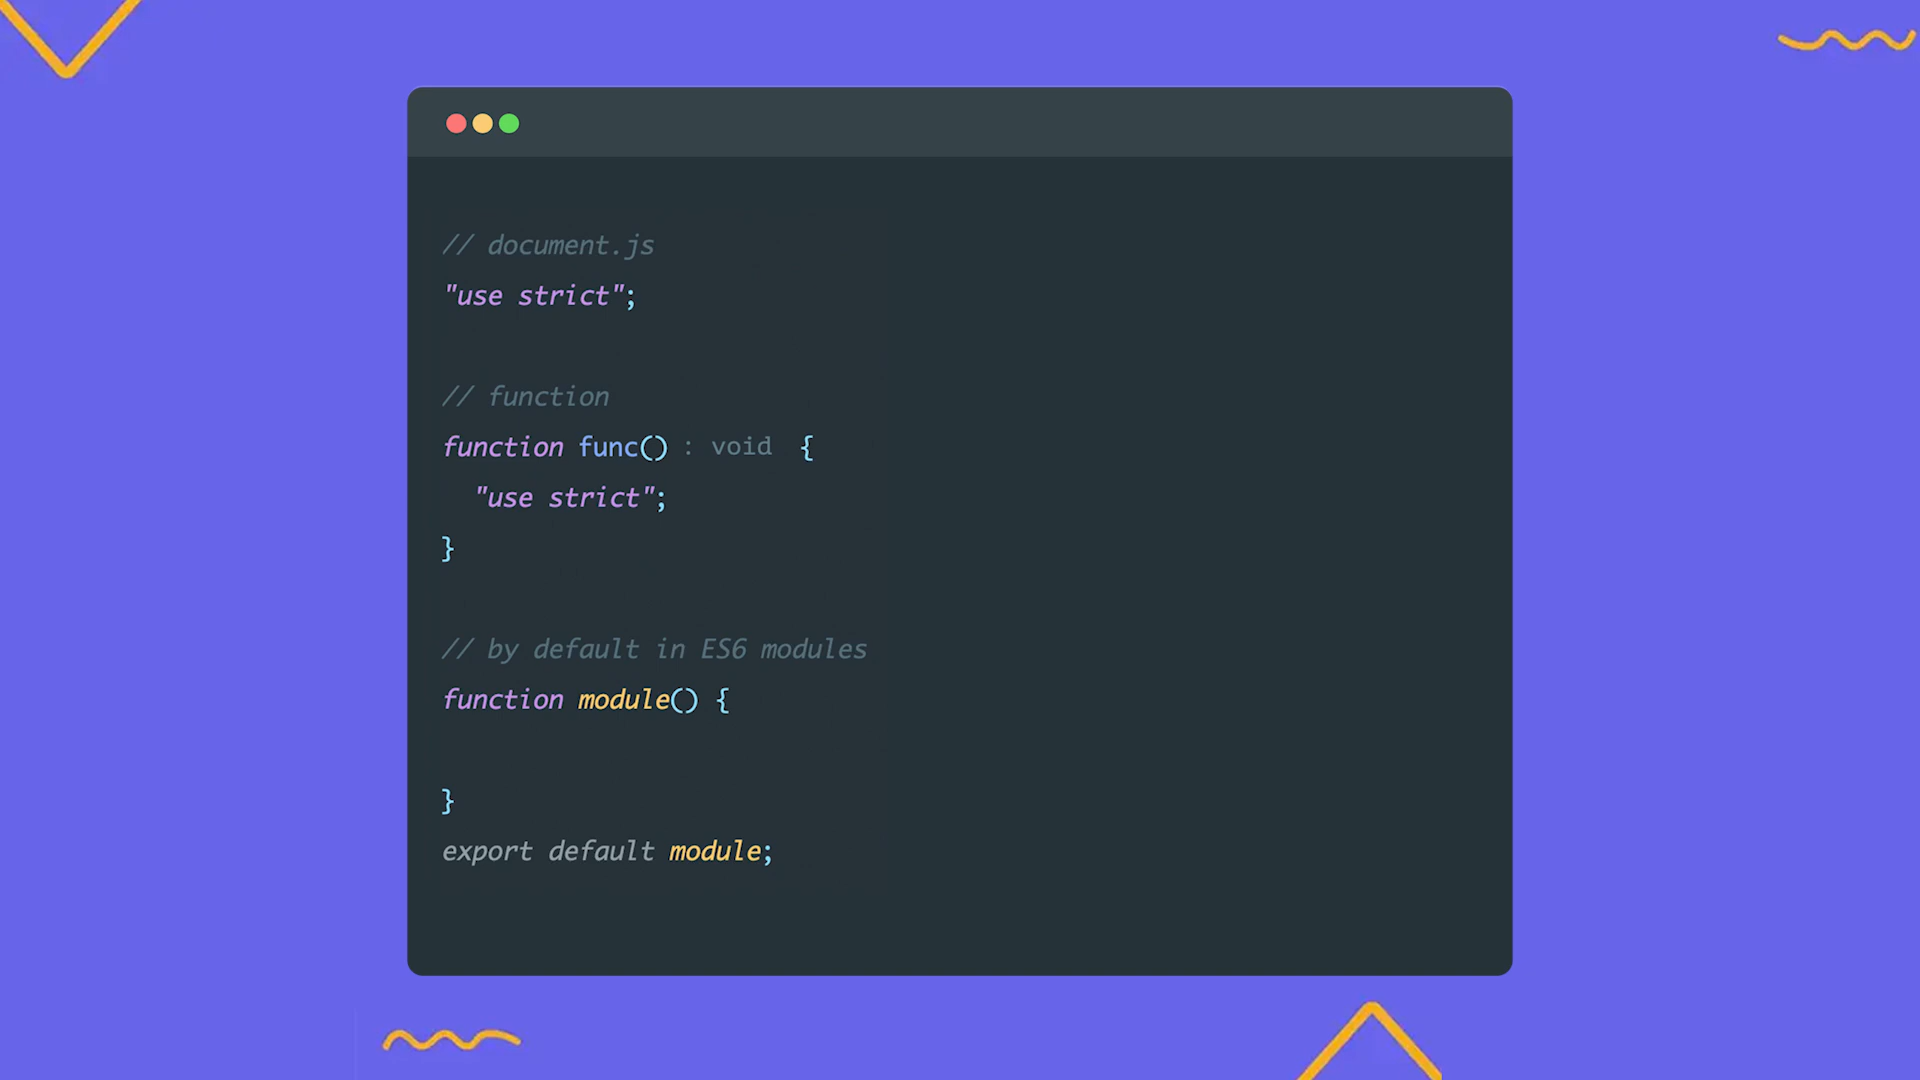 // document.js
"use strict";
// function
function func() : void {
"use strict";
}
// by default in ES6 modules
function module() {
}
export default module;